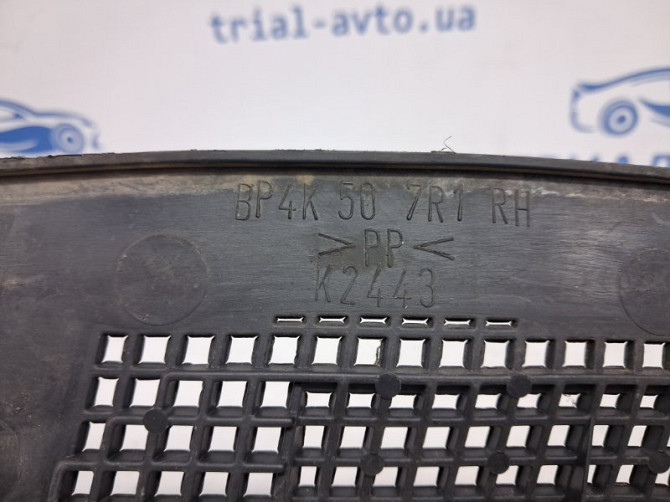 trial-avto.ua
BP4K 50 7R1 RH
>PP<
K2443